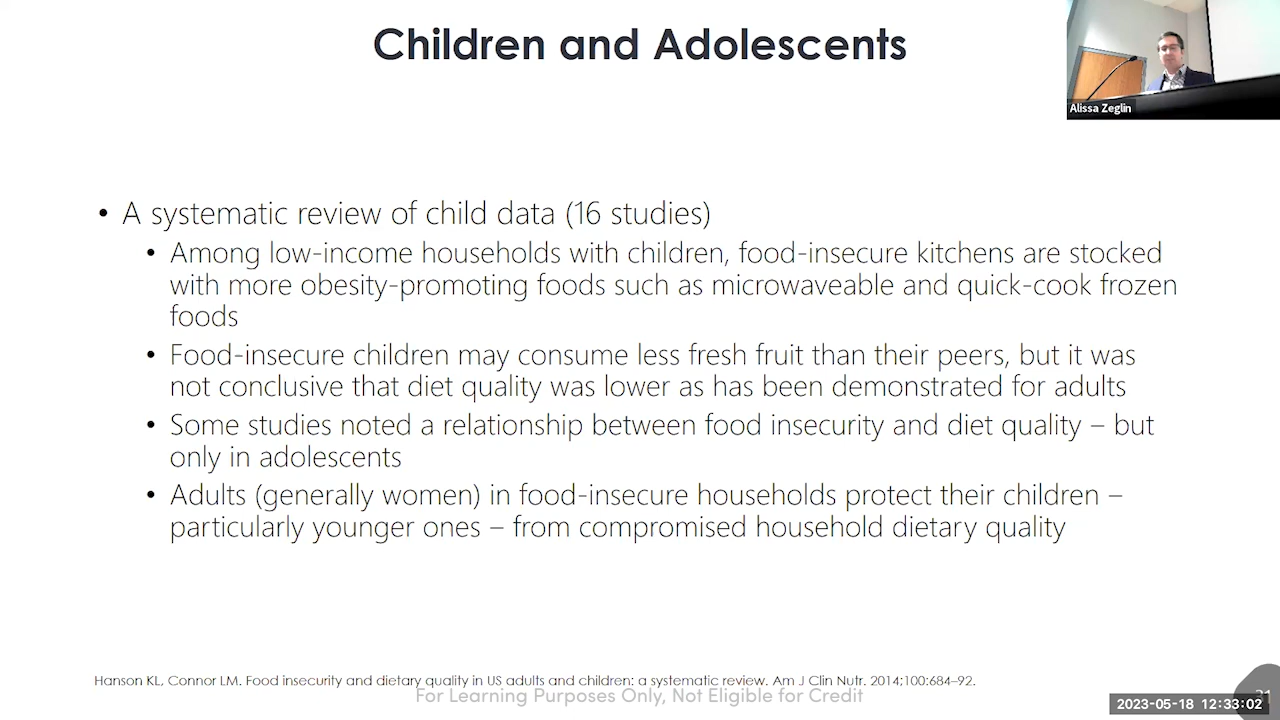 Children and Adolescents
Alissa Zeglin
• A systematic review of child data (16 studies)
• Among low-income households with children, food-insecure kitchens are stocked
with more obesity-promoting foods such as microwaveable and quick-cook frozen
foods
• Food-insecure children may consume less fresh fruit than their peers, but it was
not conclusive that diet quality was lower as has been demonstrated for adults
• Some studies noted a relationship between food insecurity and diet quality – but
only in adolescents
• Adults (generally women) in food-insecure households protect their children –
particularly younger ones – from compromised household dietary quality
Hanson KL, Connor LM. Food insecurity and dietary quality in US adults and children: a systematic review. Am J Clin Nutr. 2014;100:684–92.
For Learning Purposes Only, Not Eligible for Credit
31
2023-05-18 12:33:02